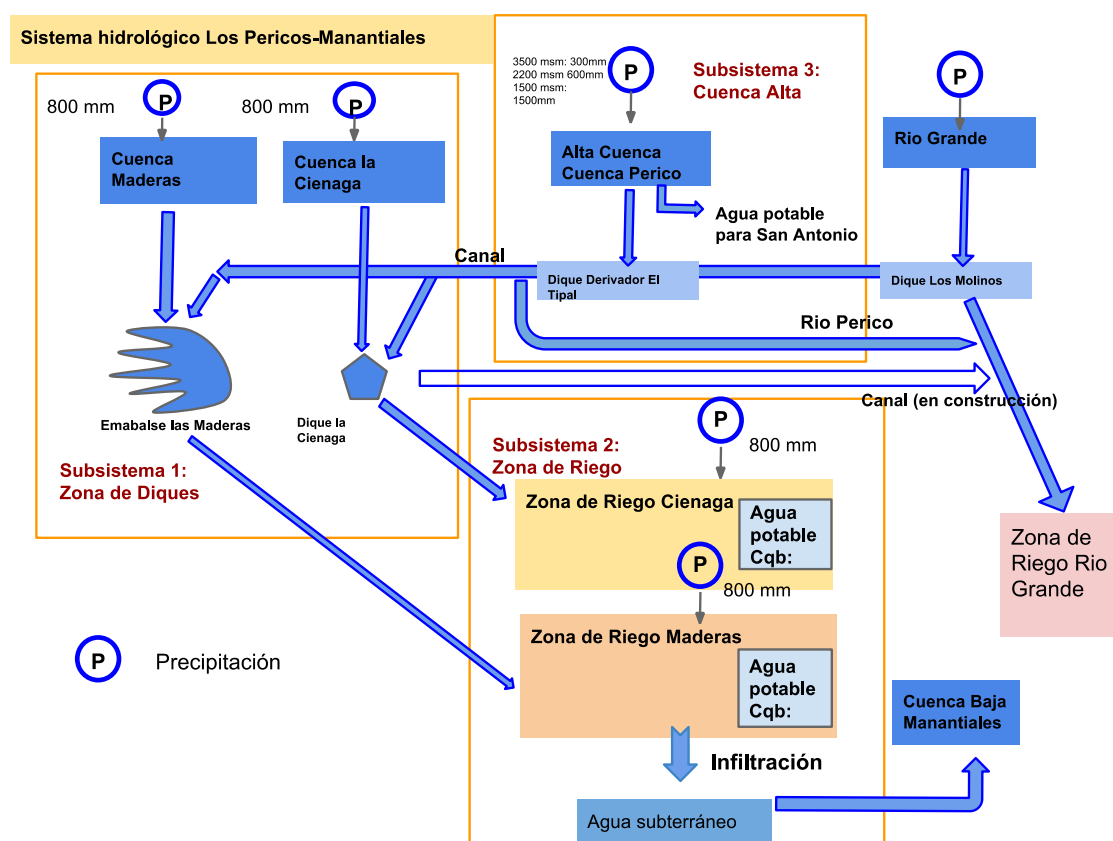 Sistema hidrológico Los Pericos-Manantiales
3500 msm: 300mm
2200 msm 600mm
1500 msm:
1500mm
P
Subsistema 3:
Cuenca Alta
P
800 mm
P
800 mm
P
Cuenca
Maderas
Cuenca la
Cienaga
Alta Cuenca
Cuenca Perico
Rio Grande
Agua potable
para San Antonio
Canal
Dique Derivador El
Tipal
Dique Los Molinos
Rio Perico
Canal (en construcción)
Emabalse las Maderas
Dique la
Cienaga
Subsistema 1:
Zona de Diques
Subsistema 2:
Zona de Riego
P
800 mm
Zona de Riego Cienaga
Agua
potable
Cqb:
P
800 mm
Zona de Riego Maderas
Agua
potable
Cqb:
Zona de
Riego Rio
Grande
P
Precipitación
Cuenca Baja
Manantiales
Infiltración
Agua subterráneo